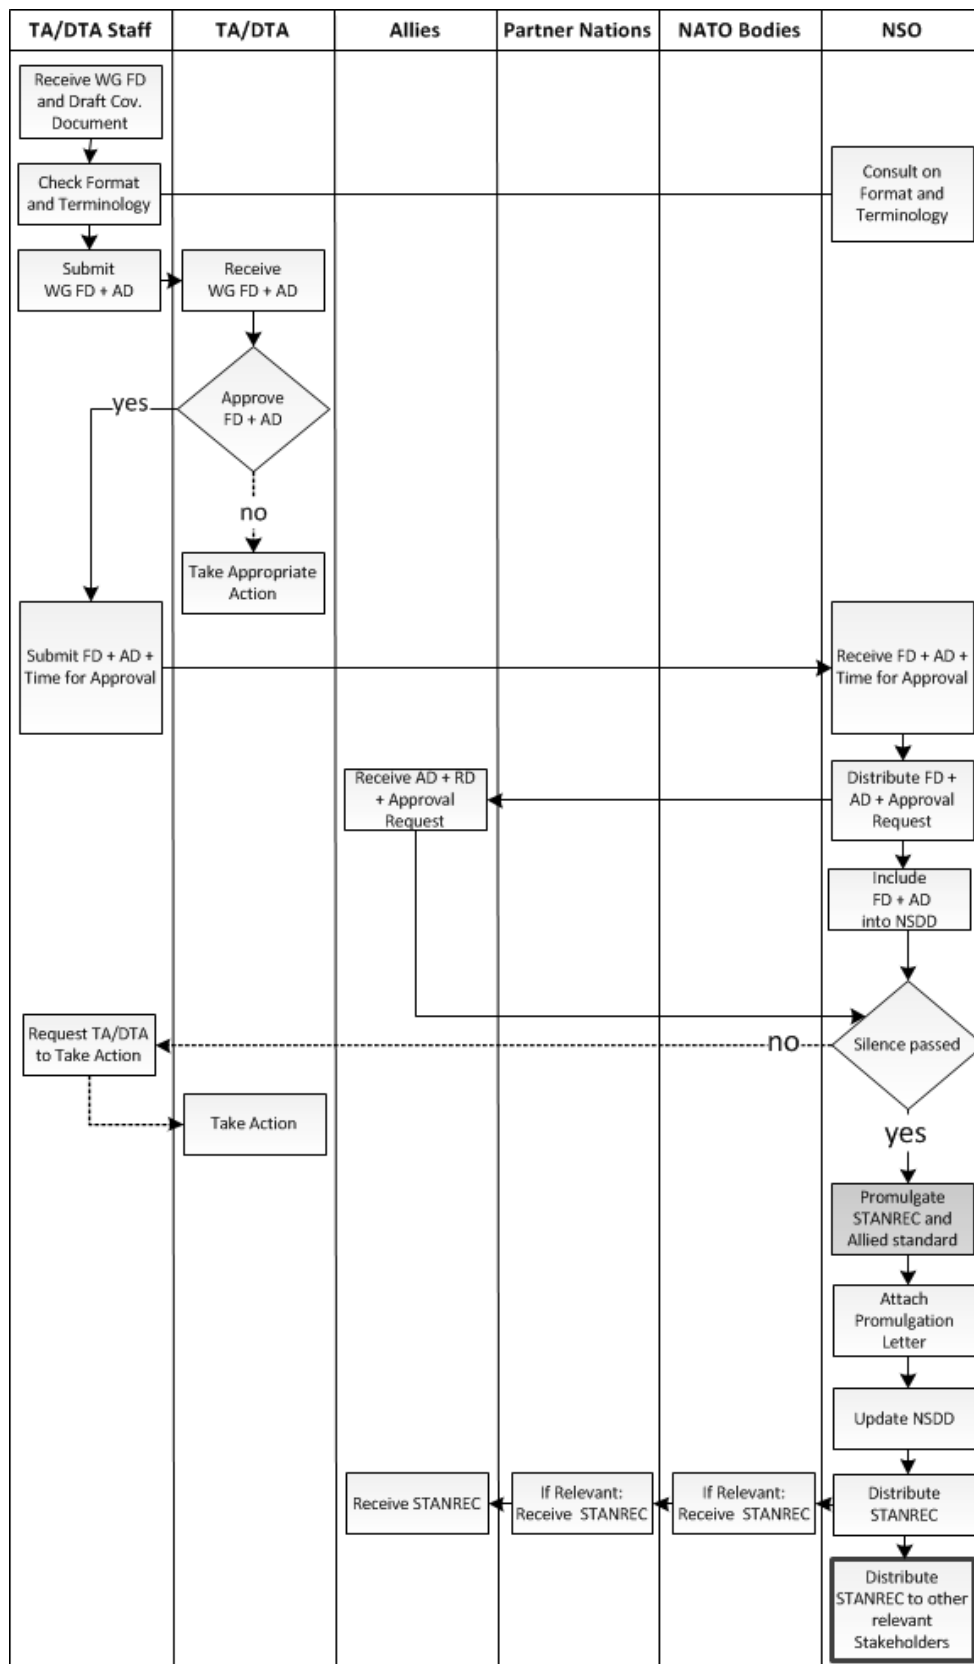 TA/DTA Staff
TA/DTA
Allies
Partner Nations
NATO Bodies
NSO
Receive WG FD
and Draft Cov.
Document
Check Format
and Terminology
Consult on
Format and
Terminology
Submit
WG FD + AD
Receive
WG FD + AD
Approve
FD + AD
yes
no
Take Appropriate
Action
Submit FD + AD +
Time for Approval
Receive FD + AD +
Time for Approval
Receive AD + RD
+ Approval
Request
Distribute FD +
AD + Approval
Request
Include
FD + AD
into NSDD
Request TA/DTA
to Take Action
no
Silence passed
Take Action
yes
Promulgate
STANREC and
Allied standard
Attach
Promulgation
Letter
Update NSDD
Receive STANREC
If Relevant:
Receive STANREC
If Relevant:
Receive STANREC
Distribute
STANREC
Distribute
STANREC to other
relevant
Stakeholders